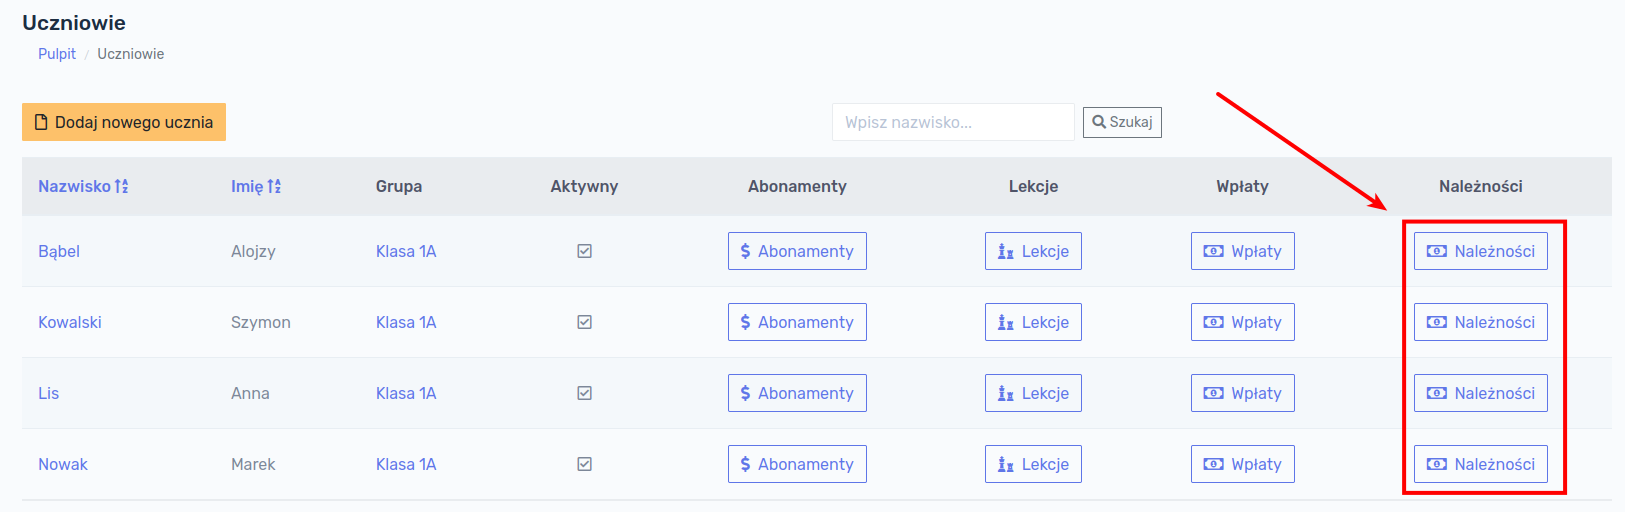 Uczniowie
Pulpit / Uczniowie
Dodaj nowego ucznia
Wpisz nazwisko...
Szukaj
Nazwisko Imię Grupa Aktywny Abonamenty Lekcje Wpłaty Należności
Bąbel Alojzy Klasa 1A Abonamenty Lekcje Wpłaty Należności
Kowalski Szymon Klasa 1A Abonamenty Lekcje Wpłaty Należności
Lis Anna Klasa 1A Abonamenty Lekcje Wpłaty Należności
Nowak Marek Klasa 1A Abonamenty Lekcje Wpłaty Należności